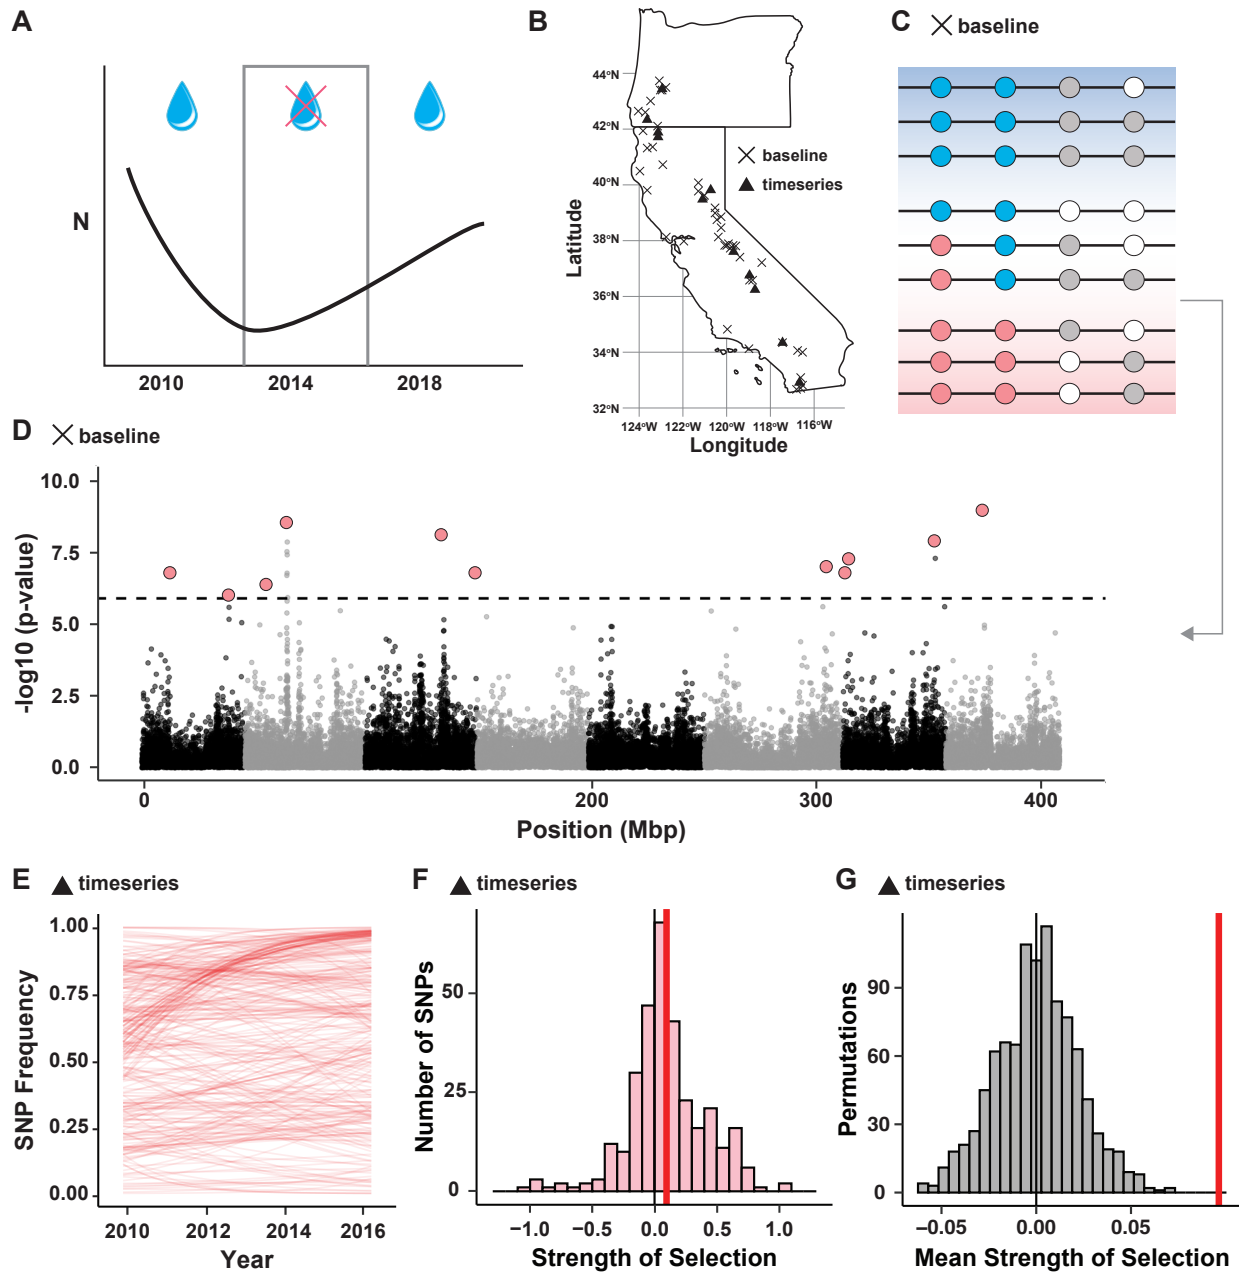 A
N
2010
2014
2018
B
44°N
42°N
40°N
38°N
36°N
34°N
32°N
Latitude
baseline
timeseries
124°W
122°W
120°W
118°W
116°W
Longitude
C
baseline
D
baseline
-log10 (p-value)
10.0
7.5
5.0
2.5
0.0
0
200
300
400
Position (Mbp)
E
timeseries
SNP Frequency
1.00
0.75
0.50
0.25
0.00
2010
2012
2014
2016
Year
F
timeseries
Number of SNPs
50
25
0
−1.0
−0.5
0.0
0.5
1.0
Strength of Selection
G
timeseries
Permutations
90
60
30
0
−0.05
0.00
0.05
Mean Strength of Selection